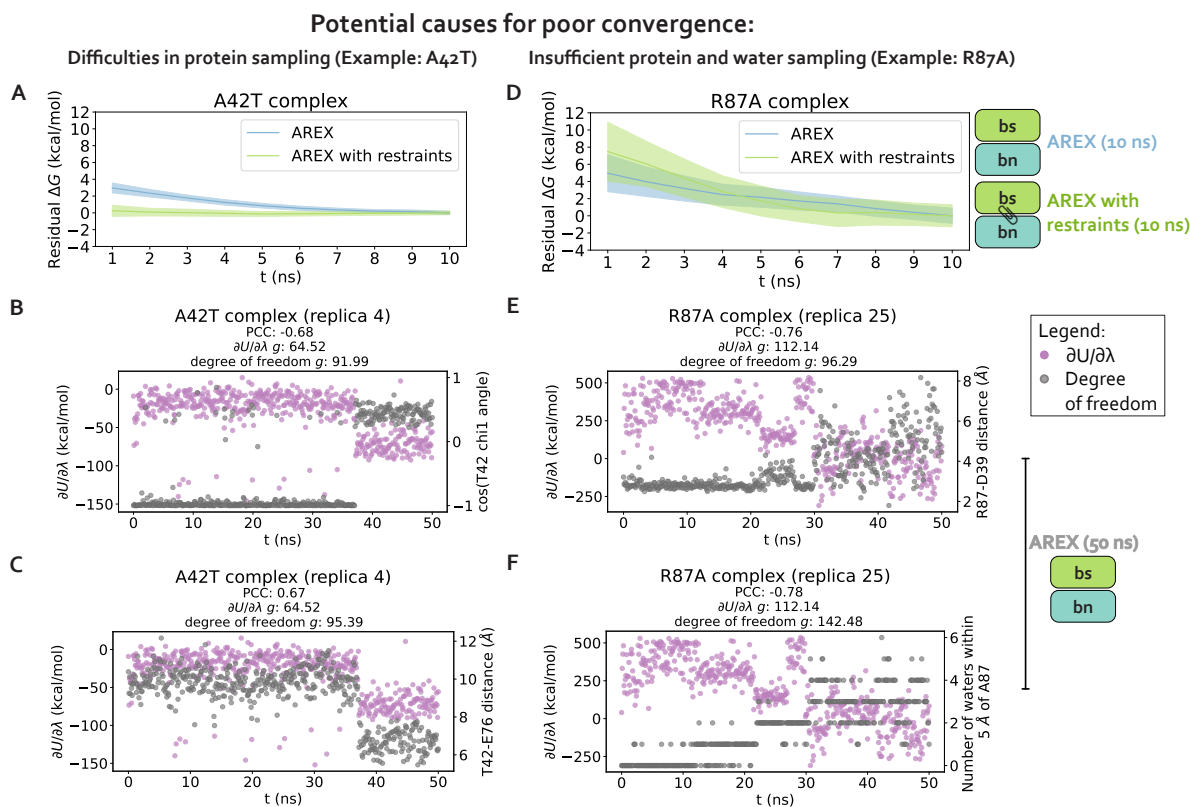 Potential causes for poor convergence:
Difficulties in protein sampling (Example: A42T)
Insufficient protein and water sampling (Example: R87A)
A
A42T complex
Residual ΔG (kcal/mol)
12
10
8
6
4
2
0
−2
−4
AREX
AREX with restraints
1 2 3 4 5 6 7 8 9 10
t (ns)
D
R87A complex
Residual ΔG (kcal/mol)
12
10
8
6
4
2
0
−2
−4
AREX
AREX with restraints
1 2 3 4 5 6 7 8 9 10
t (ns)
bs
bn
AREX (10 ns)
bs
bn
AREX with
restraints (10 ns)
B
A42T complex (replica 4)
PCC: -0.68
∂U/∂λ g: 64.52
degree of freedom g: 91.99
∂U/∂λ (kcal/mol)
0
−50
−100
−150
1
0
−1
cos(T42 chi1 angle)
0 10 20 30 40 50
t (ns)
E
R87A complex (replica 25)
PCC: -0.76
∂U/∂λ g: 112.14
degree of freedom g: 96.29
∂U/∂λ (kcal/mol)
500
250
0
−250
8
6
4
2
R87-D39 distance (Å)
0 10 20 30 40 50
t (ns)
Legend:
∂U/∂λ
Degree
of freedom
C
A42T complex (replica 4)
PCC: 0.67
∂U/∂λ g: 64.52
degree of freedom g: 95.39
∂U/∂λ (kcal/mol)
0
−50
−100
−150
12
10
8
6
T42-E76 distance (Å)
0 10 20 30 40 50
t (ns)
F
R87A complex (replica 25)
PCC: -0.78
∂U/∂λ g: 112.14
degree of freedom g: 142.48
∂U/∂λ (kcal/mol)
500
250
0
−250
6
4
2
0
Number of waters within
5 Å of A87
0 10 20 30 40 50
t (ns)
AREX (50 ns)
bs
bn